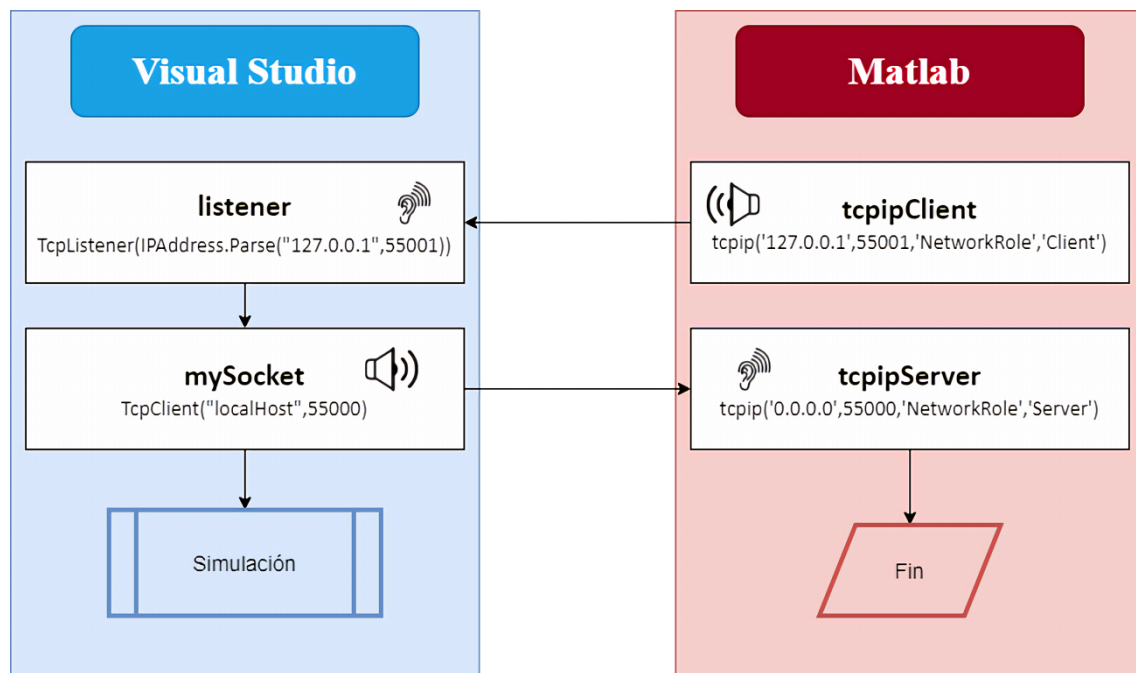 Visual Studio
listener
TcpListener(IPAddress.Parse("127.0.0.1",55001))
mySocket
TcpClient("localHost",55000)
Simulación
Matlab
tcpipClient
tcpip('127.0.0.1',55001,'NetworkRole','Client')
tcpipServer
tcpip('0.0.0.0',55000,'NetworkRole','Server')
Fin